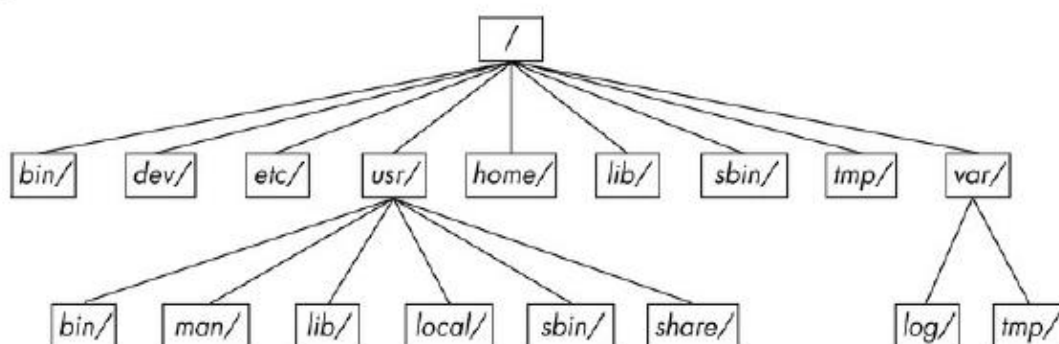 /
bin/ dev/ etc/ usr/ home/ lib/ sbin/ tmp/ var/
bin/ man/ lib/ local/ sbin/ share/ log/ tmp/